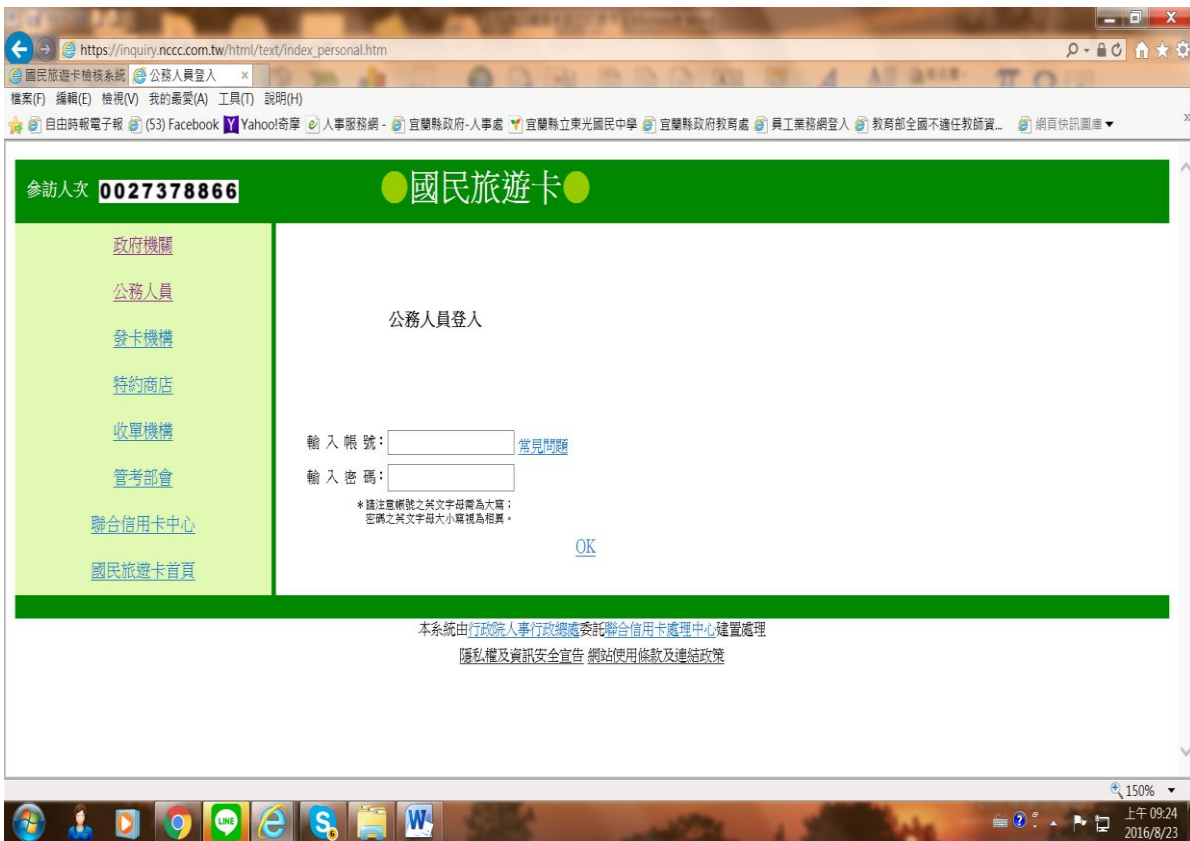 https://inquiry.nccc.com.tw/html/text/index_personal.htm
國民旅遊卡檢核系統 公務人員登入 x
檔案(F) 編輯(E) 檢視(V) 我的最愛(A) 工具(T) 說明(H)
自由時報電子報 (53) Facebook Yahoo!奇摩 人事服務網 - 宜蘭縣政府-人事處 宜蘭縣立東光國民中學 宜蘭縣政府教育處 員工業務網登入 教育部全國不適任教師資... 網頁快訊圖庫 »
參訪人次 0027378866
國民旅遊卡
政府機關
公務人員
發卡機構
特約商店
收單機構
管考部會
聯合信用卡中心
國民旅遊卡首頁
公務人員登入
輸入帳號: 常見問題
輸入密碼:
*請注意帳號之英文字母需為大寫;
密碼之英文字母大小寫視為相異。
OK
本系統由行政院人事行政總處委託聯合信用卡處理中心建置處理
隱私權及資訊安全宣告 網站使用條款及連結政策
150%
LINE
上午 09:24
2016/8/23